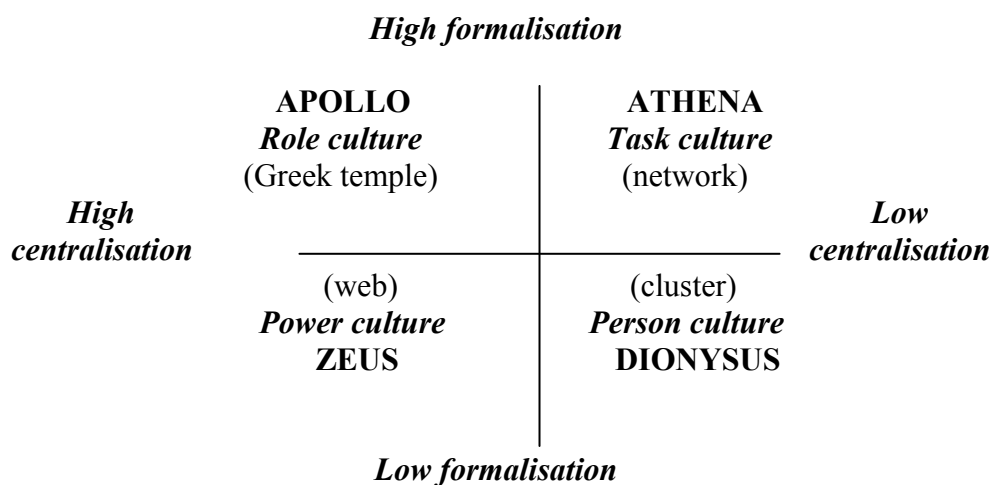 High formalisation
APOLLO
Role culture
(Greek temple)
ATHENA
Task culture
(network)
High
centralisation
Low
centralisation
(web)
Power culture
ZEUS
(cluster)
Person culture
DIONYSUS
Low formalisation